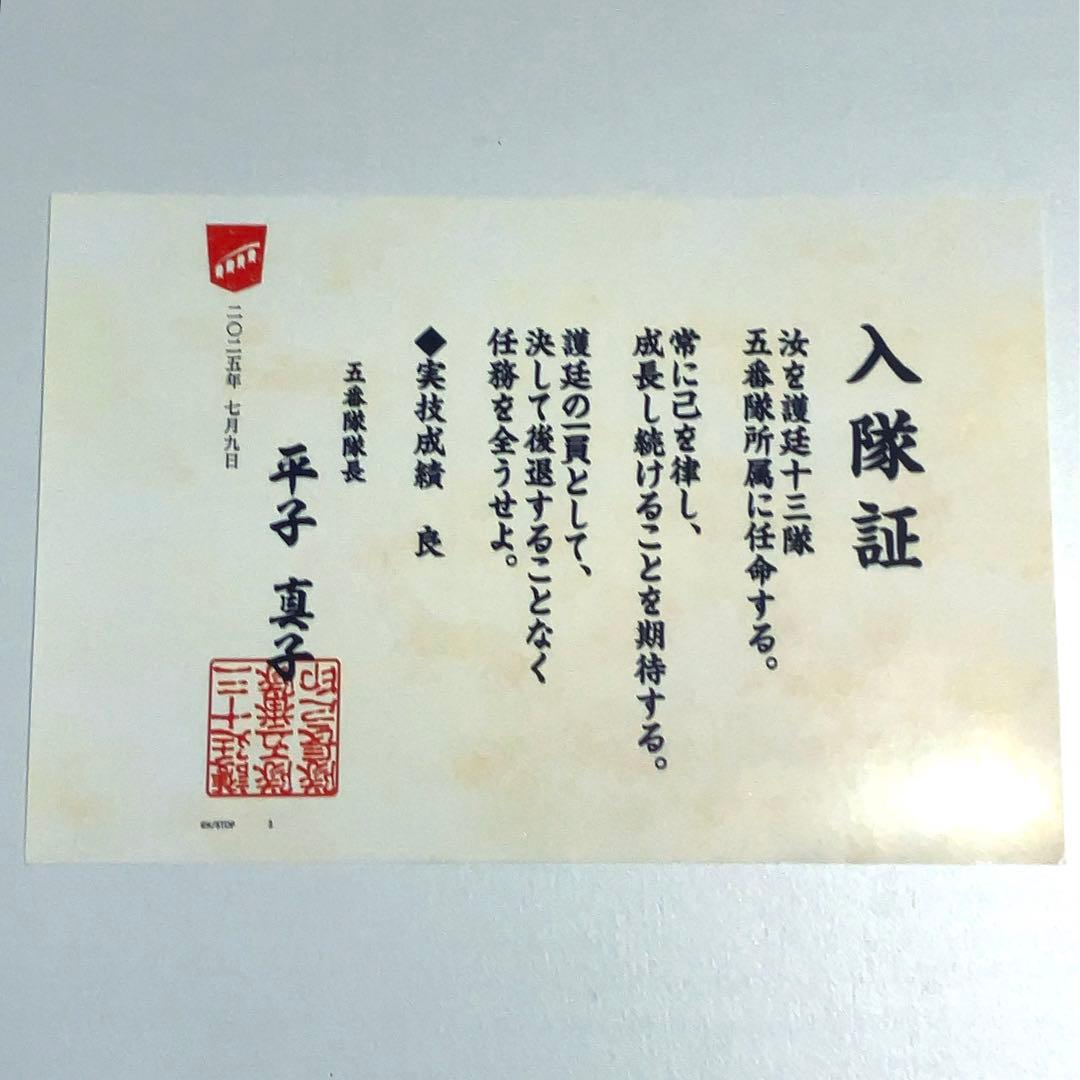 入隊証
汝を護廷十三隊
五番隊所属に任命する。
常に己を律し、
成長し続けることを期待する。
護廷の一員として、
決して後退することなく
任務を全うせよ。
◆実技成績 良
五番隊隊長
平子 真子
二〇二五年 七月九日